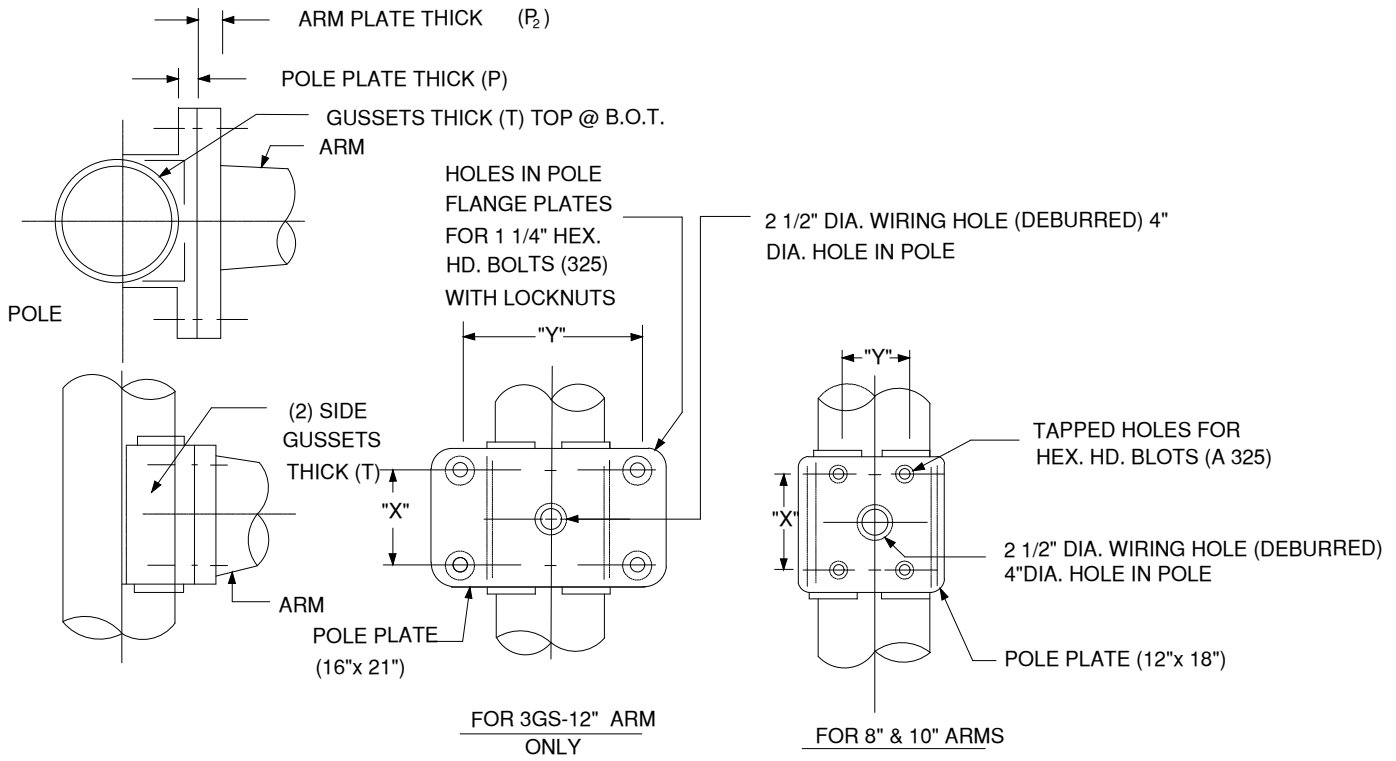 ARM PLATE THICK (P2)
POLE PLATE THICK (P)
GUSSETS THICK (T) TOP @ B.O.T.
ARM
POLE
HOLES IN POLE
FLANGE PLATES
FOR 1 1/4" HEX.
HD. BOLTS (325)
WITH LOCKNUTS
2 1/2" DIA. WIRING HOLE (DEBURRED) 4"
DIA. HOLE IN POLE
"Y"
"Y"
(2) SIDE
GUSSETS
THICK (T)
"X"
ARM
POLE PLATE
(16"x 21")
FOR 3GS-12" ARM
ONLY
"X"
TAPPED HOLES FOR
HEX. HD. BLOTS (A 325)
2 1/2" DIA. WIRING HOLE (DEBURRED)
4"DIA. HOLE IN POLE
POLE PLATE (12"x 18")
FOR 8" & 10" ARMS